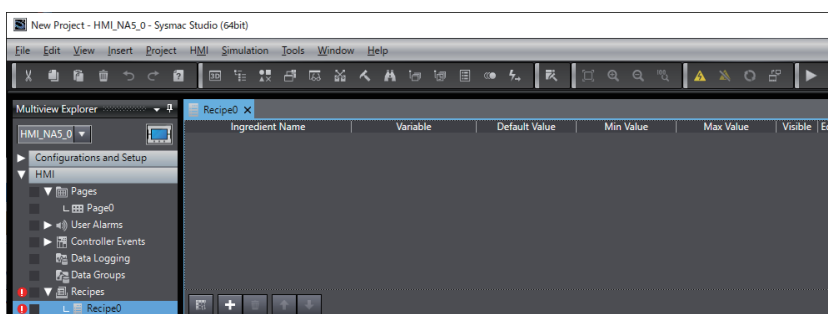 New Project - HMI_NA5_0 - Sysmac Studio (64bit)
File Edit View Insert Project HMI Simulation Tools Window Help
Multiview Explorer
Recipe0
Ingredient Name Variable Default Value Min Value Max Value Visible
HMI_NA5_0
Configurations and Setup
HMI
Pages
Page0
User Alarms
Controller Events
Data Logging
Data Groups
Recipes
Recipe0